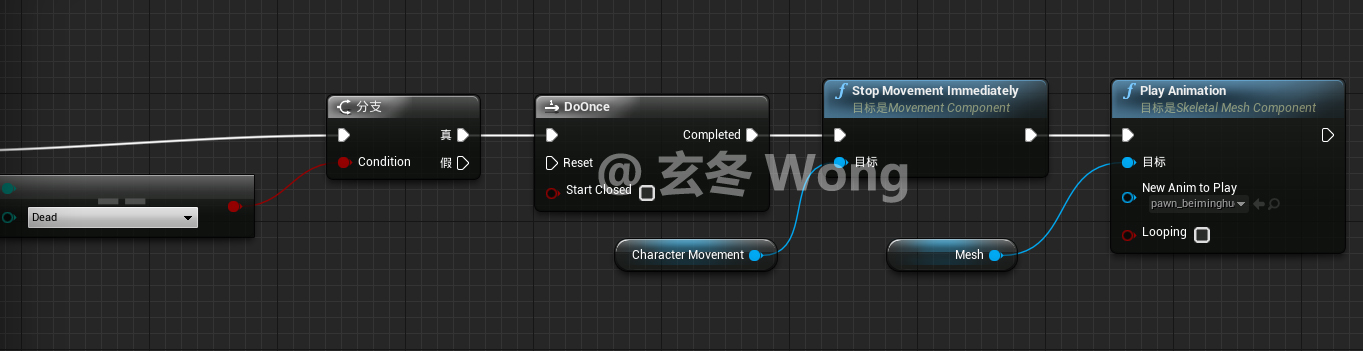 Dead
分支
Condition
真
假
DoOnce
Reset
Start Closed
Completed
Character Movement
Stop Movement Immediately
目标是Movement Component
目标
Mesh
Play Animation
目标是Skeletal Mesh Component
目标
New Anim to Play
pawn_beiminghu
Looping
@ 玄冬 Wong